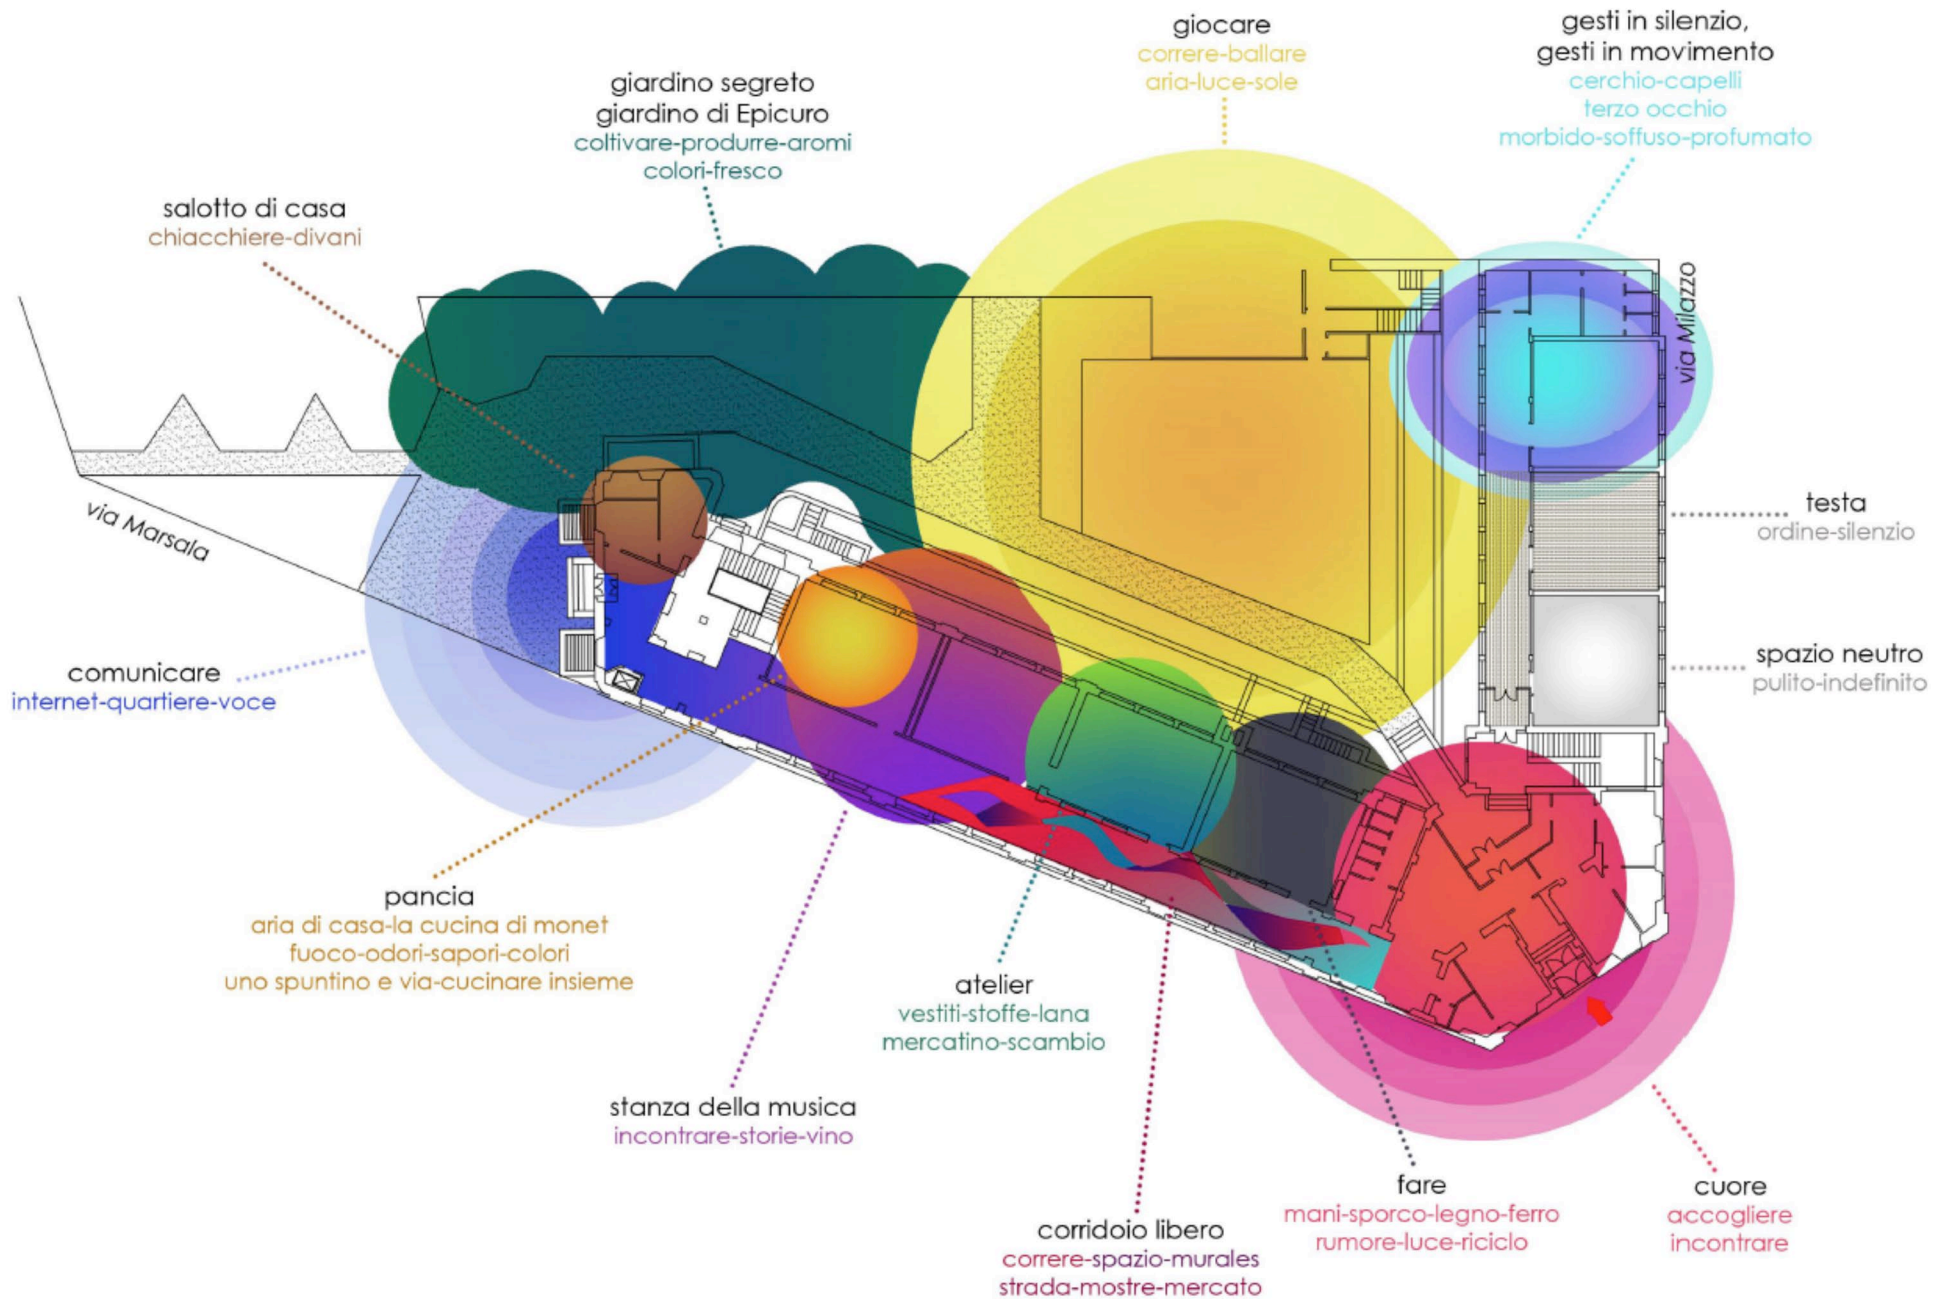 giocare
correre-ballare
aria-luce-sole
gesti in silenzio,
gesti in movimento
cerchio-capelli
terzo occhio
morbido-soffuso-profumato
giardino segreto
giardino di Epicuro
coltivare-produrre-aromi
colori-fresco
salotto di casa
chiacchiere-divani
via Milazzo
via Marsala
testa
ordine-silenzio
spazio neutro
pulito-indefinito
comunicare
internet-quartiere-voce
pancia
aria di casa-la cucina di monet
fuoco-odori-sapori-colori
uno spuntino e via-cucinare insieme
atelier
vestiti-stoffe-lana
mercatino-scambio
stanza della musica
incontrare-storie-vino
corridoio libero
correre-spazio-murales
strada-mostre-mercato
fare
mani-sporco-legno-ferro
rumore-luce-riciclo
cuore
accogliere
incontrare